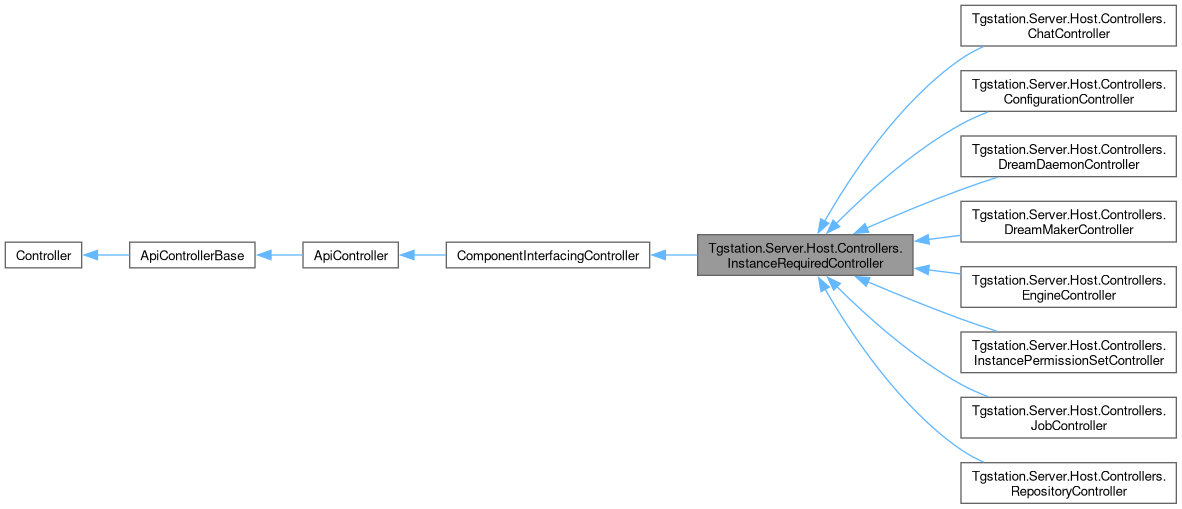 Controller
ApiControllerBase
ApiController
ComponentInterfacingController
Tgstation.Server.Host.Controllers.
InstanceRequiredController
Tgstation.Server.Host.Controllers.
ChatController
Tgstation.Server.Host.Controllers.
ConfigurationController
Tgstation.Server.Host.Controllers.
DreamDaemonController
Tgstation.Server.Host.Controllers.
DreamMakerController
Tgstation.Server.Host.Controllers.
EngineController
Tgstation.Server.Host.Controllers.
InstancePermissionSetController
Tgstation.Server.Host.Controllers.
JobController
Tgstation.Server.Host.Controllers.
RepositoryController